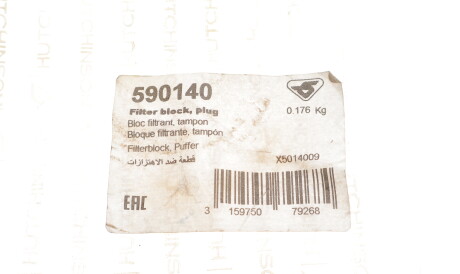 HUTCHINSON
590140
Filter block, plug
0.176 Kg
Bloc filtrant, tampon
Bloque filtrante, tampón
Filterblock, Puffer
قطعة ضد الاهتزازات
X5014009
EAC
3 159750 79268